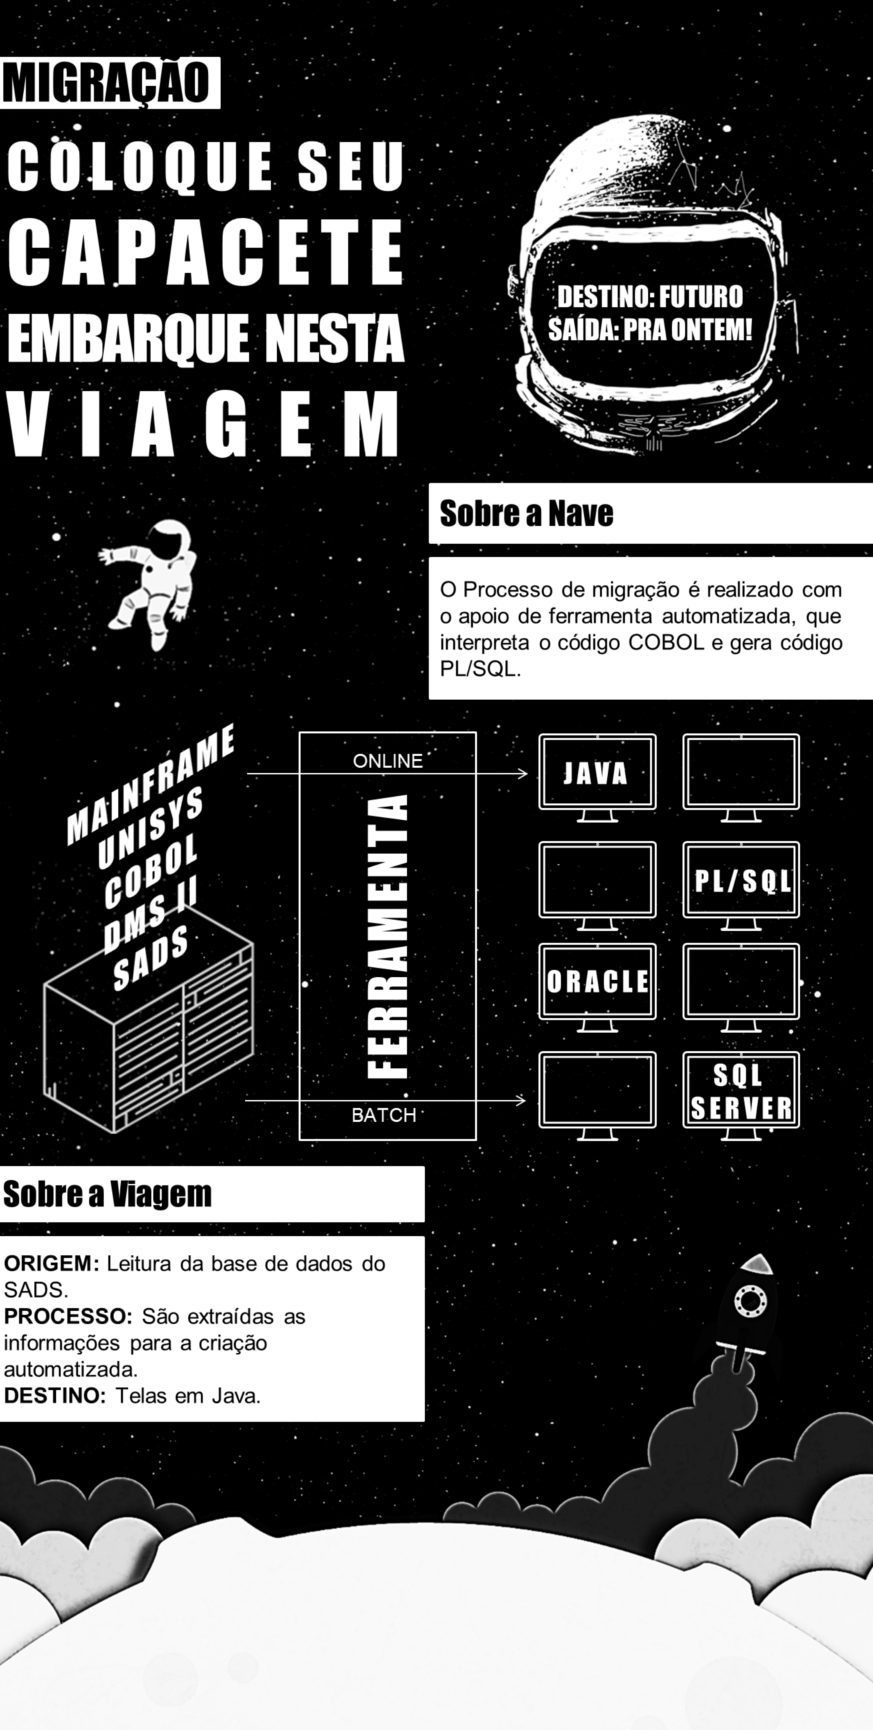 MIGRAÇÃO
COLOQUE SEU
CAPACETE
EMBARQUE NESTA
VIAGEM
DESTINO: FUTURO
SAÍDA: PRA ONTEM!
Sobre a Nave
O Processo de migração é realizado com
o apoio de ferramenta automatizada, que
interpreta o código COBOL e gera código
PL/SQL.
MAINFRAME
UNISYS
COBOL
DMS II
SADS
ONLINE
FERRAMENTA
BATCH
JAVA
PL/SQL
ORACLE
SQL
SERVER
Sobre a Viagem
ORIGEM: Leitura da base de dados do
SADS.
PROCESSO: São extraídas as
informações para a criação
automatizada.
DESTINO: Telas em Java.